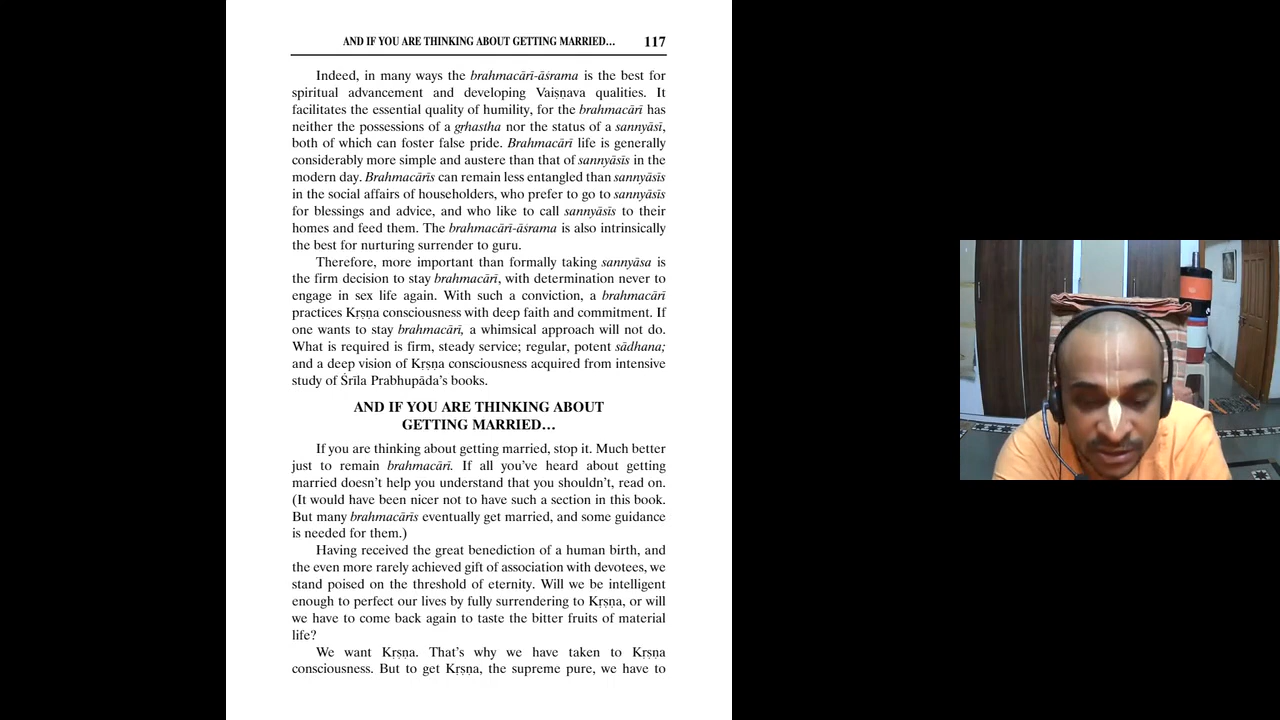 AND IF YOU ARE THINKING ABOUT GETTING MARRIED... 117
Indeed, in many ways the brahmacārī-āśrama is the best for
spiritual advancement and developing Vaiṣṇava qualities. It
facilitates the essential quality of humility, for the brahmacārī has
neither the possessions of a gṛhastha nor the status of a sannyāsī,
both of which can foster false pride. Brahmacārī life is generally
considerably more simple and austere than that of sannyāsīs in the
modern day. Brahmacārīs can remain less entangled than sannyāsīs
in the social affairs of householders, who prefer to go to sannyāsīs
for blessings and advice, and who like to call sannyāsīs to their
homes and feed them. The brahmacārī-āśrama is also intrinsically
the best for nurturing surrender to guru.
Therefore, more important than formally taking sannyāsa is
the firm decision to stay brahmacārī, with determination never to
engage in sex life again. With such a conviction, a brahmacārī
practices Kṛṣṇa consciousness with deep faith and commitment. If
one wants to stay brahmacārī, a whimsical approach will not do.
What is required is firm, steady service; regular, potent sādhana;
and a deep vision of Kṛṣṇa consciousness acquired from intensive
study of Śrīla Prabhupāda's books.
AND IF YOU ARE THINKING ABOUT
GETTING MARRIED...
If you are thinking about getting married, stop it. Much better
just to remain brahmacārī. If all you've heard about getting
married doesn't help you understand that you shouldn't, read on.
(It would have been nicer not to have such a section in this book.
But many brahmacārīs eventually get married, and some guidance
is needed for them.)
Having received the great benediction of a human birth, and
the even more rarely achieved gift of association with devotees, we
stand poised on the threshold of eternity. Will we be intelligent
enough to perfect our lives by fully surrendering to Kṛṣṇa, or will
we have to come back again to taste the bitter fruits of material
life?
We want Kṛṣṇa. That's why we have taken to Kṛṣṇa
consciousness. But to get Kṛṣṇa, the supreme pure, we have to